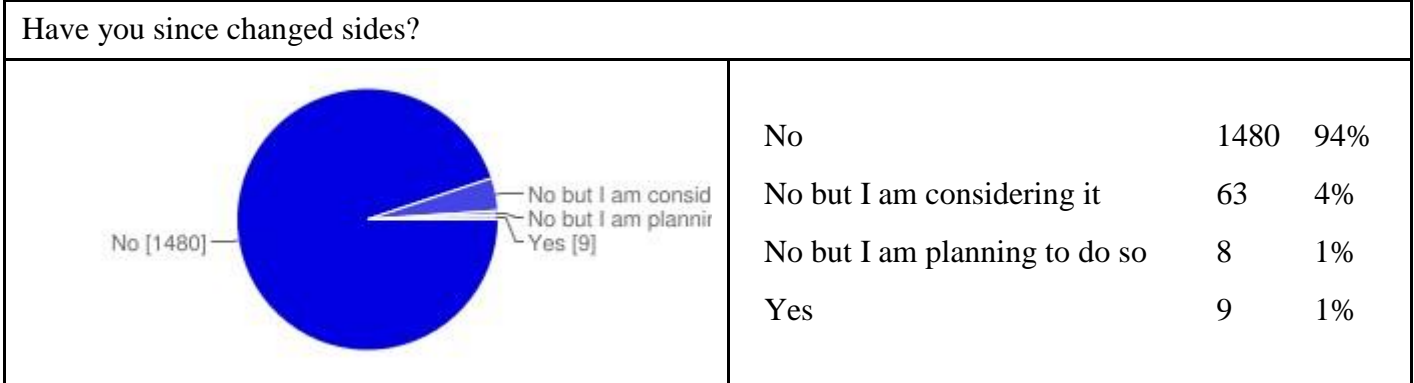 Have you since changed sides?
No but I am consid
No but I am plannin
Yes [9]
No [1480]
No 1480 94%
No but I am considering it 63 4%
No but I am planning to do so 8 1%
Yes 9 1%